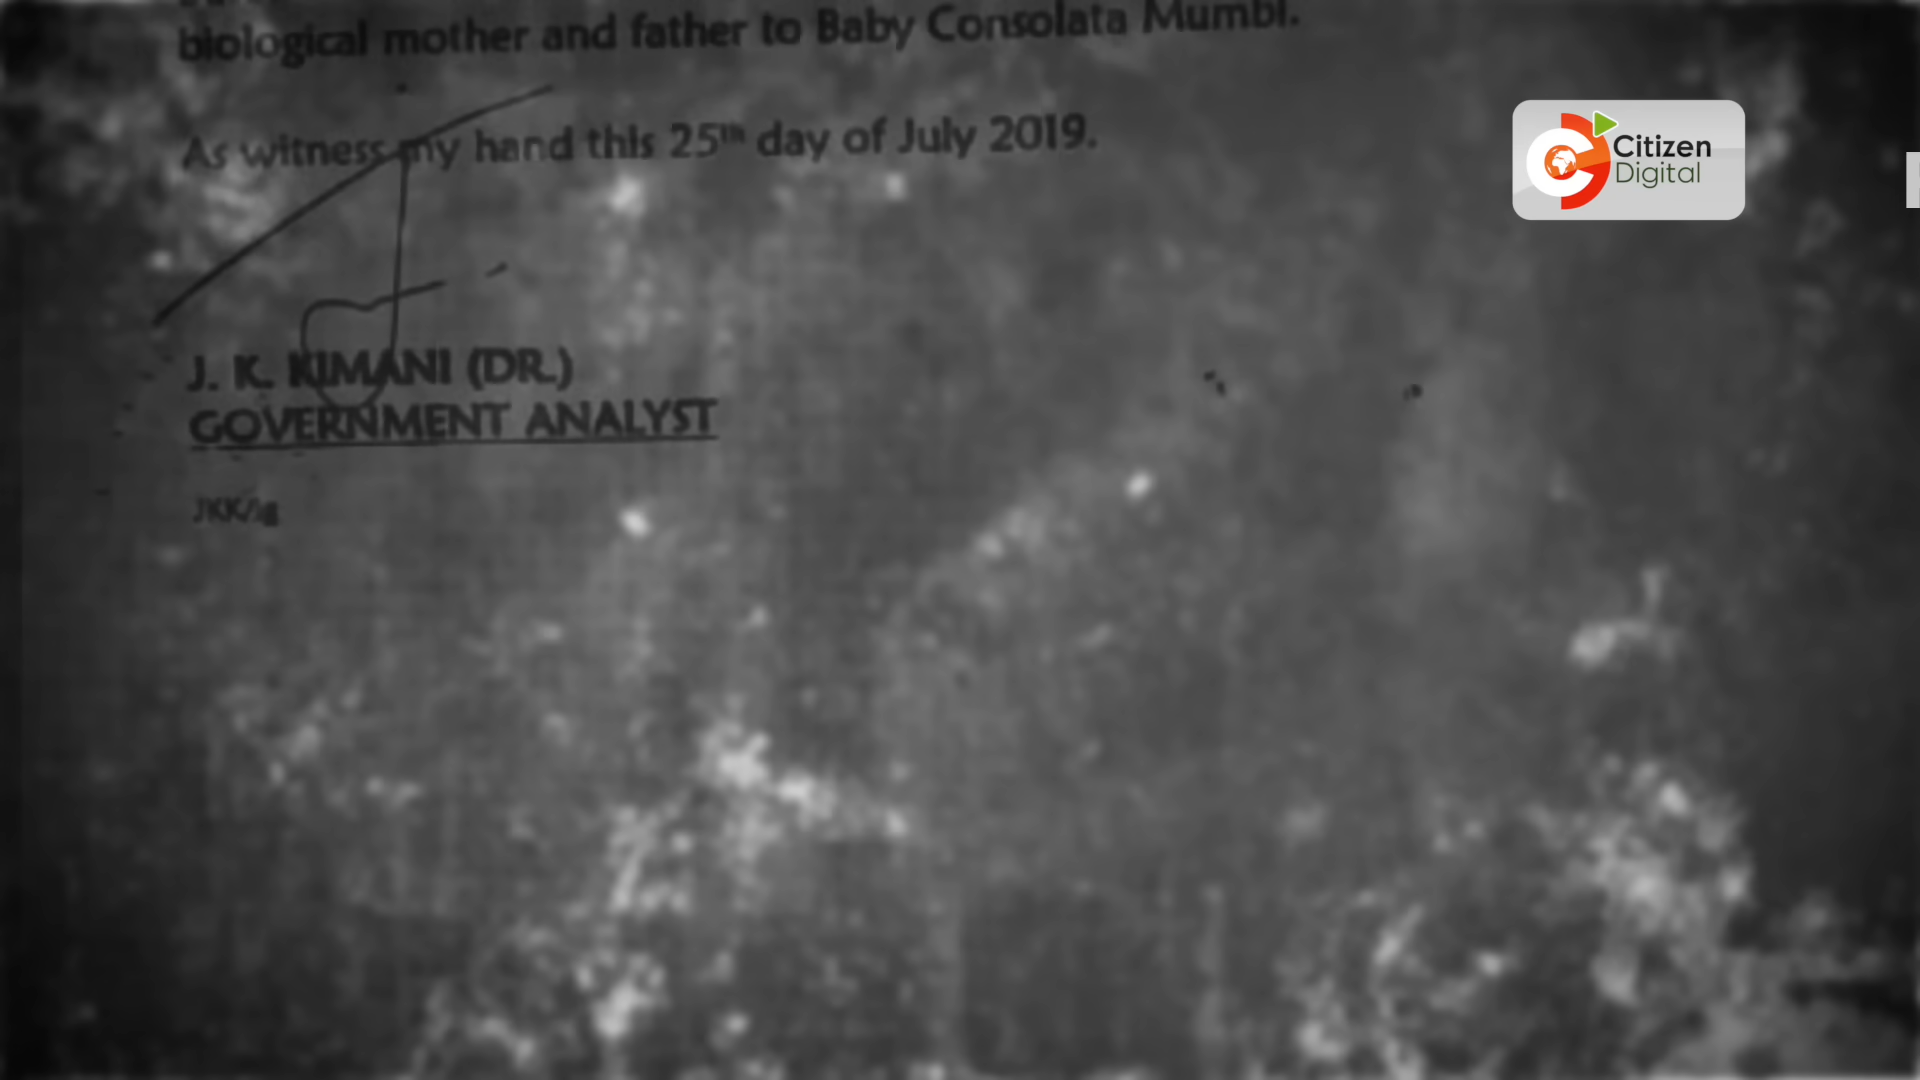 biological mother and father to Baby Consolata Mumbi.
As witness my hand this 25th day of July 2019.
J. K. KIMANI (DR.)
GOVERNMENT ANALYST
JKK/lg
Citizen
Digital